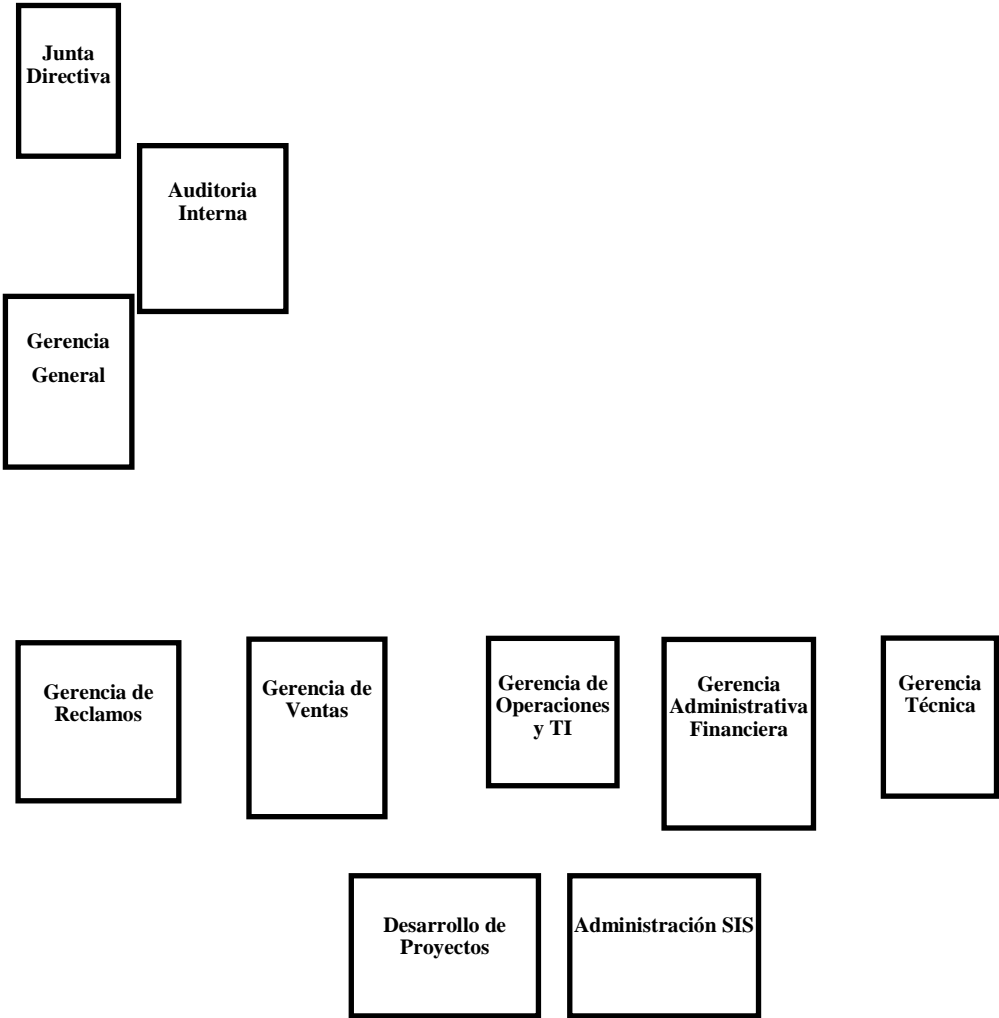 Junta
Directiva
Auditoria
Interna
Gerencia
General
Gerencia de
Reclamos
Gerencia de
Ventas
Gerencia de
Operaciones
y TI
Gerencia
Administrativa
Financiera
Gerencia
Técnica
Desarrollo de
Proyectos
Administración SIS